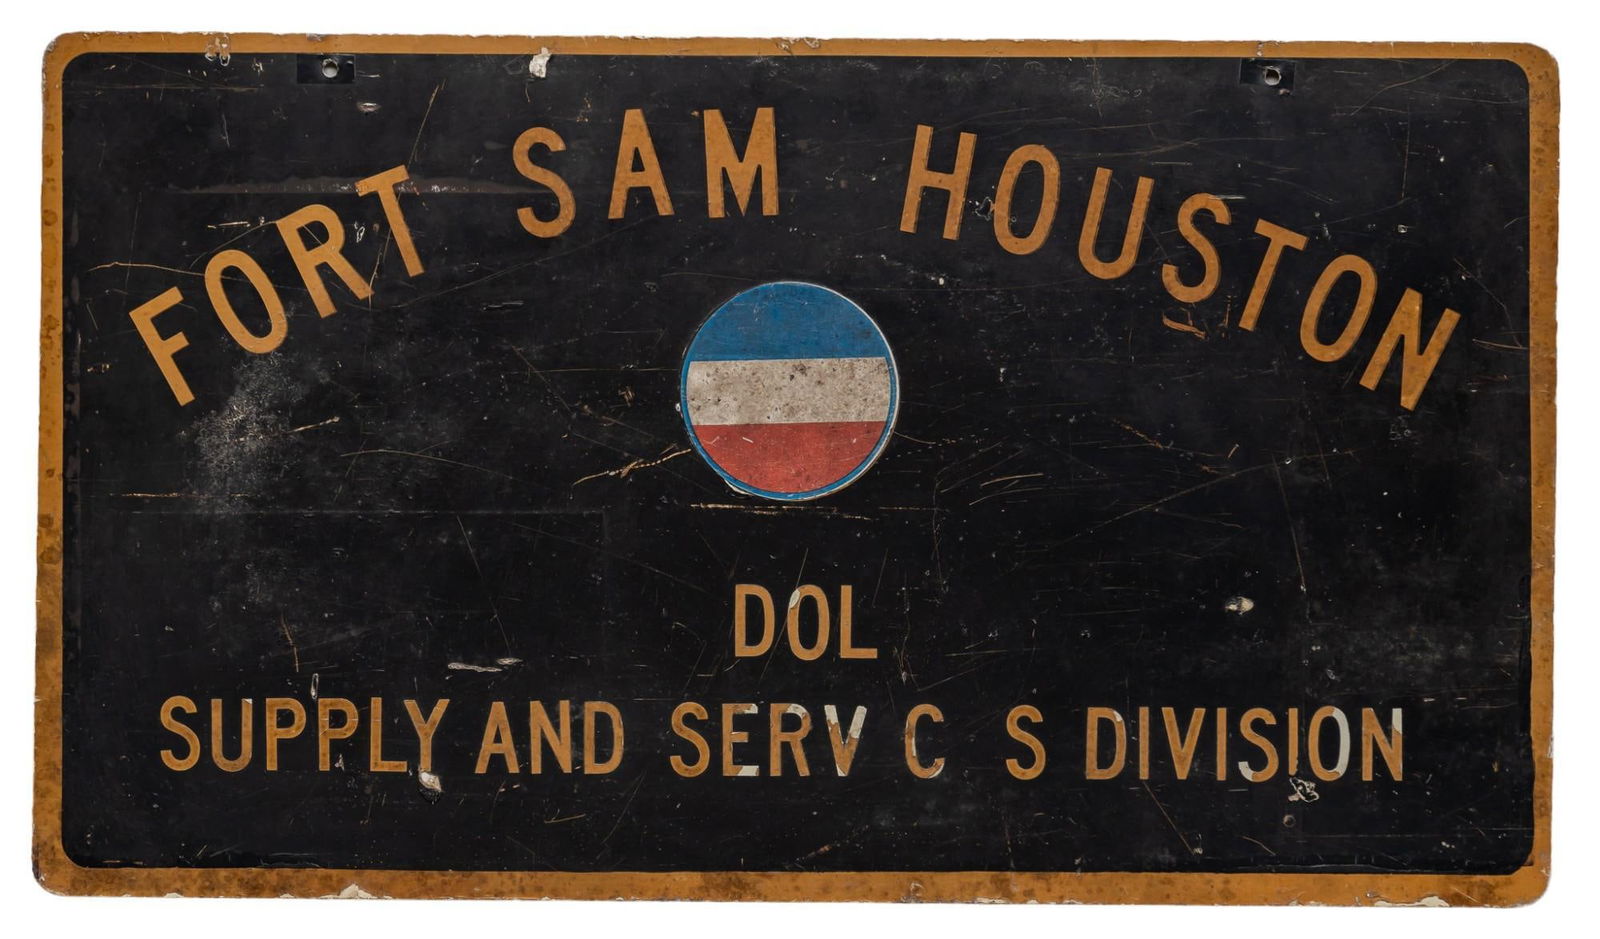 FORT SAM HOUSTON
DOL
SUPPLY AND SERV C S DIVISION